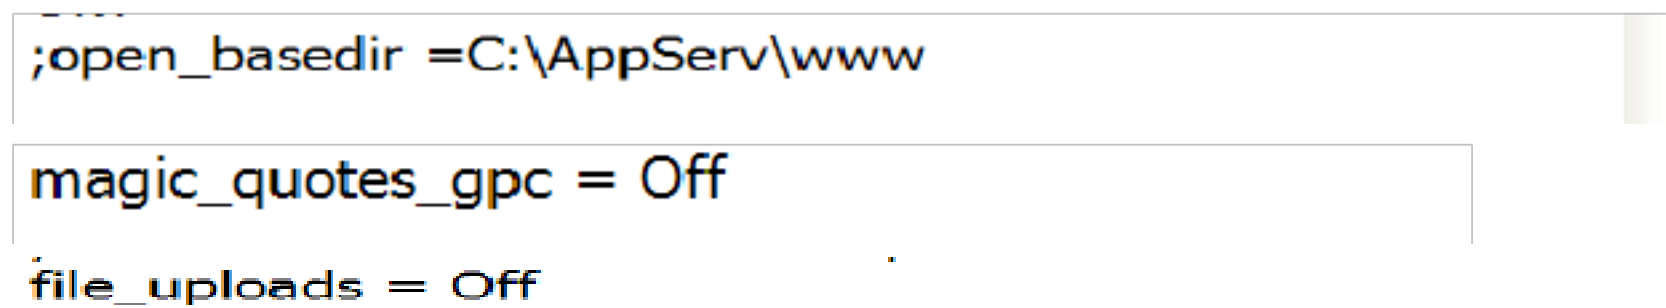 ;open_basedir =C:\AppServ\www
magic_quotes_gpc = Off
file_uploads = Off